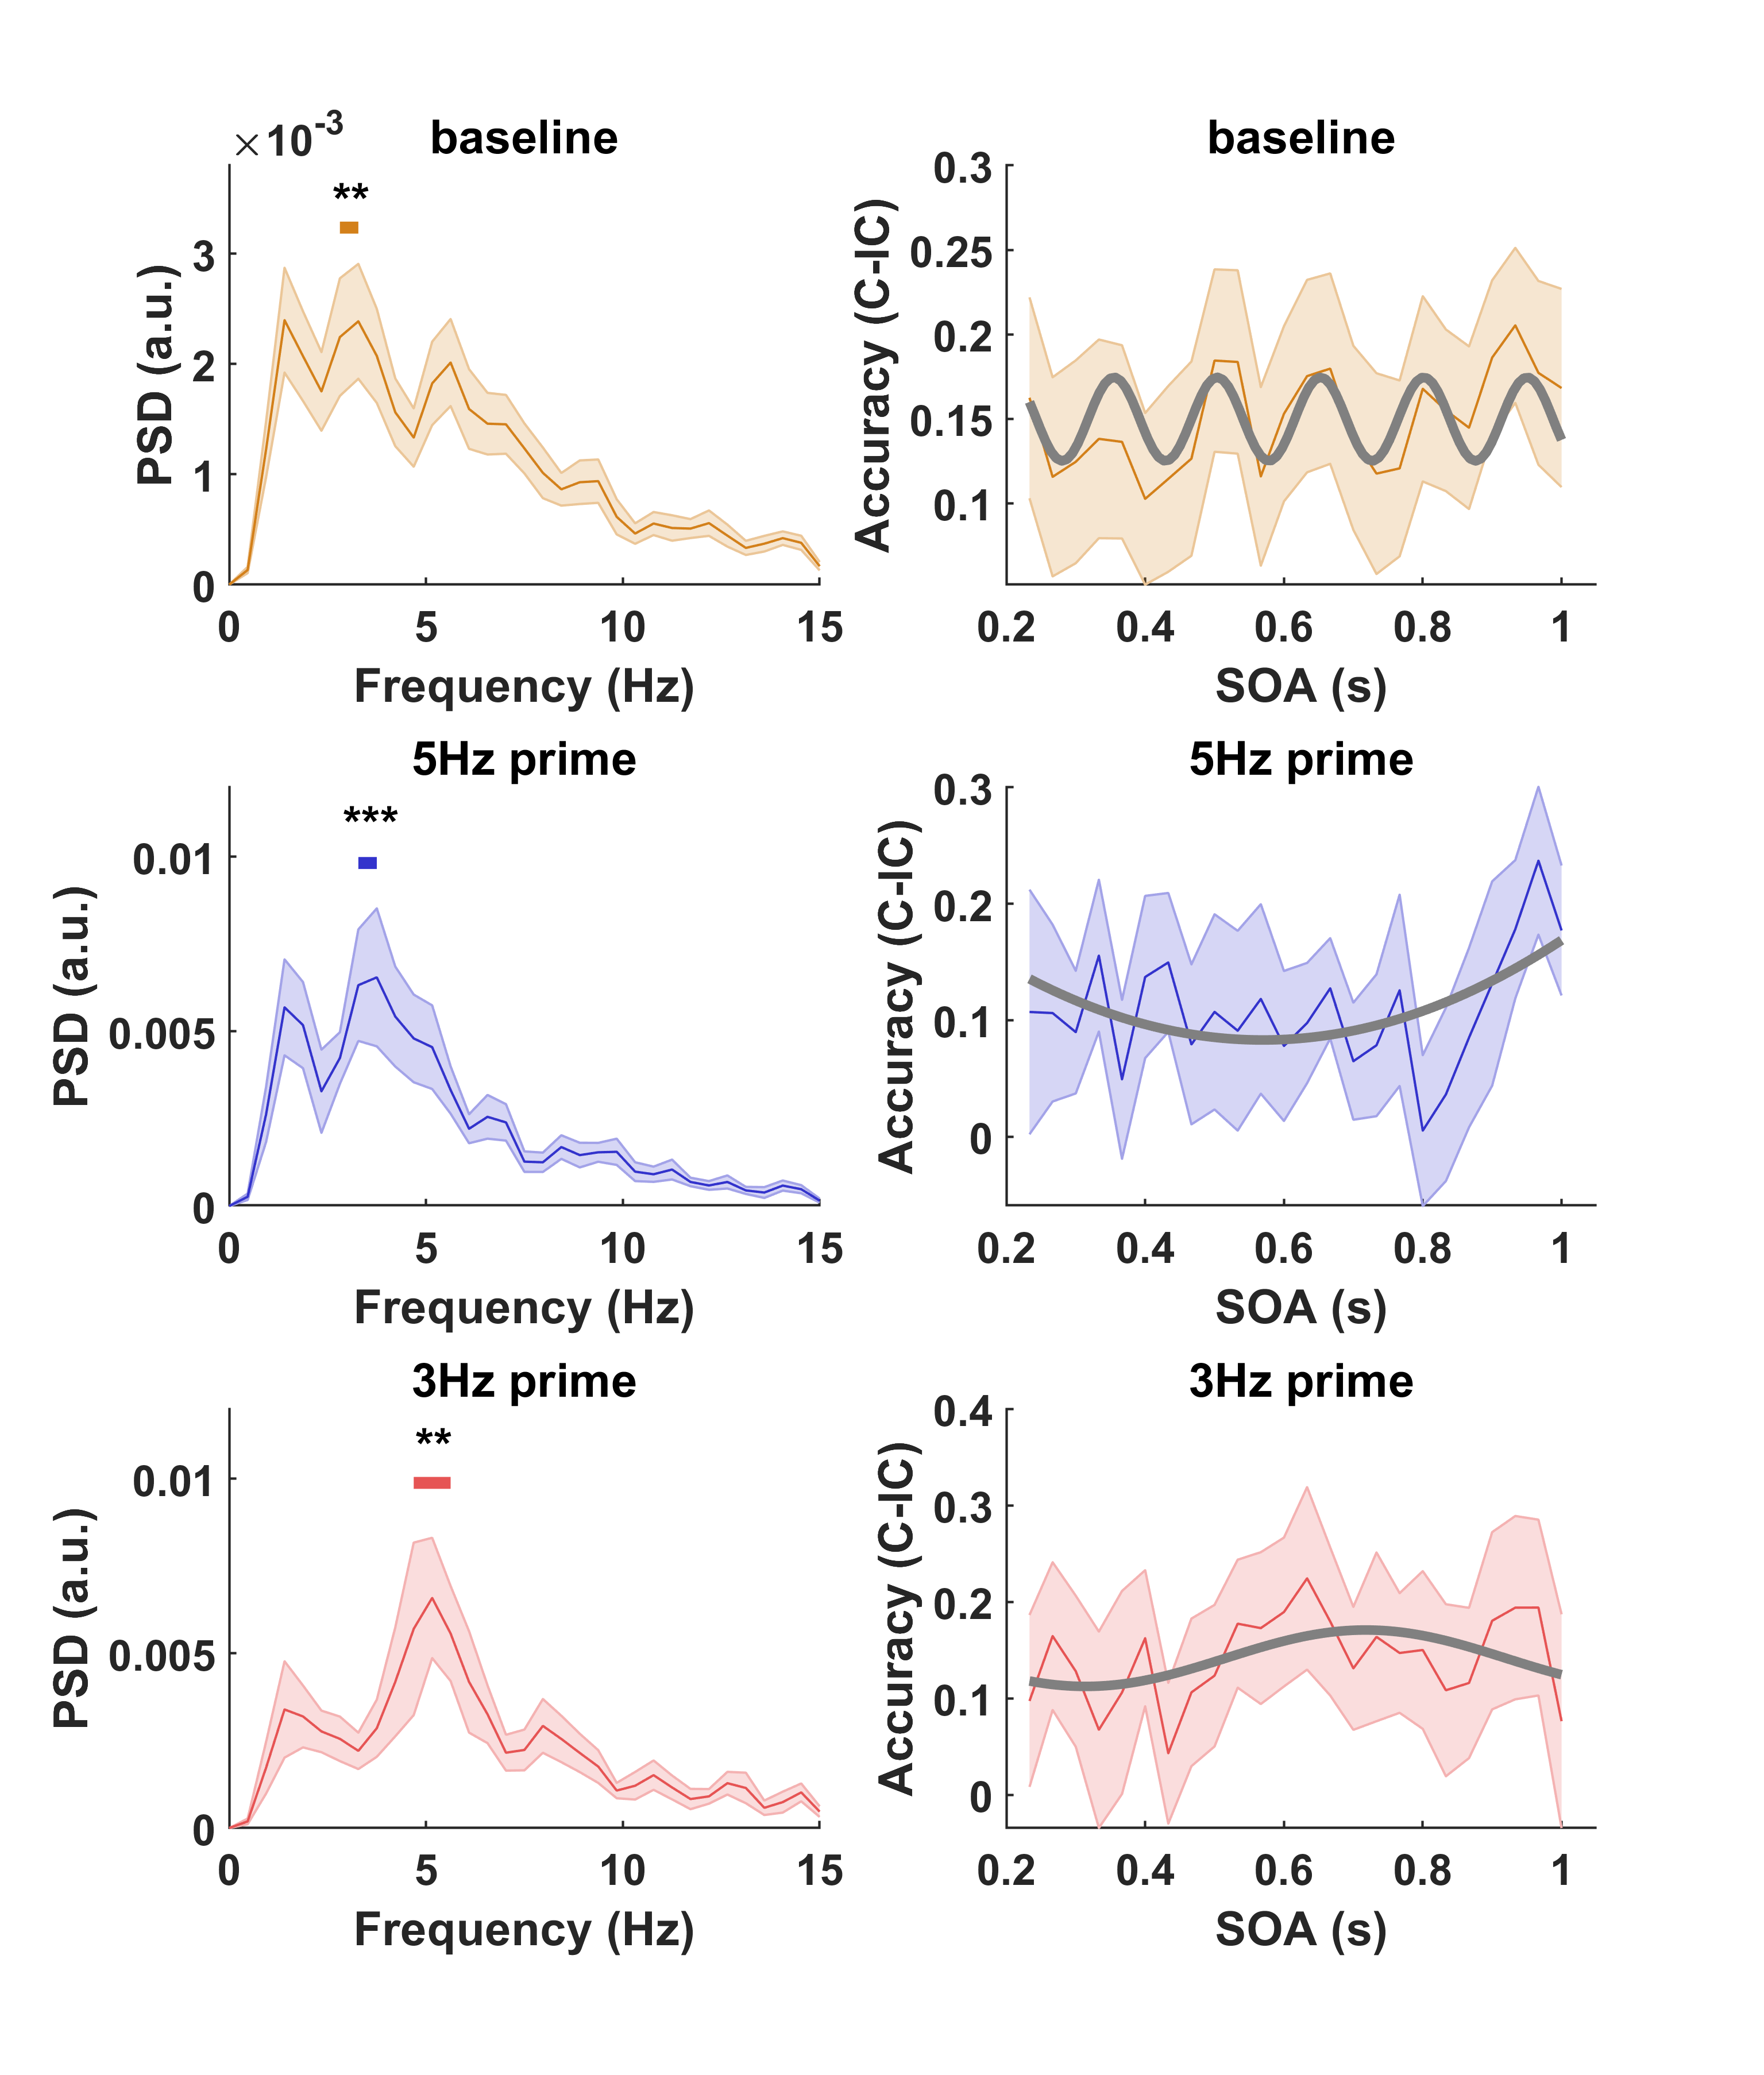 ×10-3
baseline
**
PSD (a.u.)
3
2
1
0
0 5 10 15
Frequency (Hz)
baseline
Accuracy (C-IC)
0.3
0.25
0.2
0.15
0.1
0.2 0.4 0.6 0.8 1
SOA (s)
5Hz prime
***
PSD (a.u.)
0.01
0.005
0
0 5 10 15
Frequency (Hz)
5Hz prime
Accuracy (C-IC)
0.3
0.2
0.1
0
0.2 0.4 0.6 0.8 1
SOA (s)
3Hz prime
**
PSD (a.u.)
0.01
0.005
0
0 5 10 15
Frequency (Hz)
3Hz prime
Accuracy (C-IC)
0.4
0.3
0.2
0.1
0
0.2 0.4 0.6 0.8 1
SOA (s)